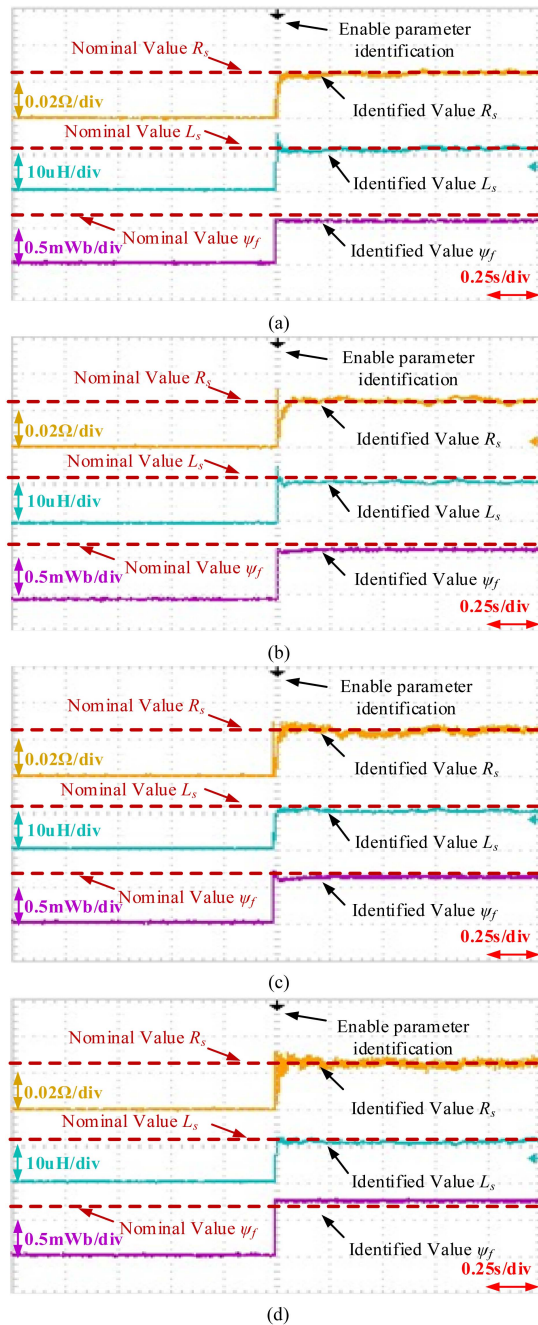 Enable parameter
identification
Nominal Value Rs
0.02Ω/div
Identified Value Rs
Nominal Value Ls
10uH/div
Identified Value Ls
Nominal Value ψf
0.5mWb/div
Identified Value ψf
0.25s/div
(a)
Enable parameter
identification
Nominal Value Rs
0.02Ω/div
Identified Value Rs
Nominal Value Ls
10uH/div
Identified Value Ls
Nominal Value ψf
0.5mWb/div
Identified Value ψf
0.25s/div
(b)
Enable parameter
identification
Nominal Value Rs
0.02Ω/div
Identified Value Rs
Nominal Value Ls
10uH/div
Identified Value Ls
Nominal Value ψf
0.5mWb/div
Identified Value ψf
0.25s/div
(c)
Enable parameter
identification
Nominal Value Rs
0.02Ω/div
Identified Value Rs
Nominal Value Ls
10uH/div
Identified Value Ls
Nominal Value ψf
0.5mWb/div
Identified Value ψf
0.25s/div
(d)